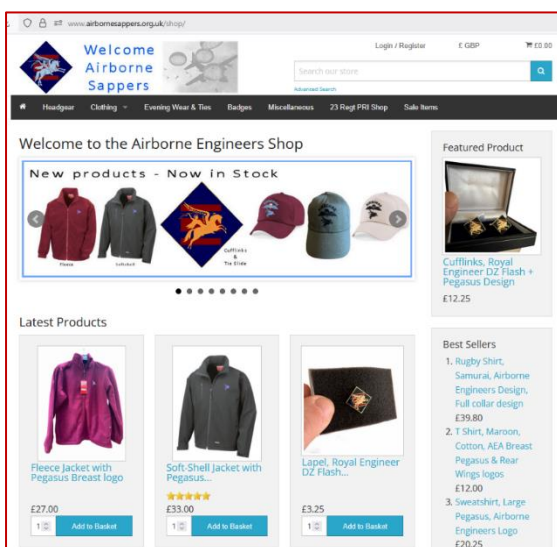 www.airbornesappers.org.uk/shop/
Welcome
Airborne
Sappers
Login / Register
£ GBP
£0.00
Search our store
Advanced Search
Headgear
Clothing
Evening Wear & Ties
Badges
Miscellaneous
23 Regt PRI Shop
Sale Items
Welcome to the Airborne Engineers Shop
New products - Now in Stock
Fleece
Softshell
Cufflinks
&
Tie Slide
Featured Product
Cufflinks, Royal
Engineer DZ Flash +
Pegasus Design
£12.25
Latest Products
Fleece Jacket with
Pegasus Breast logo
£27.00
1
Add to Basket
Soft-Shell Jacket with
Pegasus...
£33.00
1
Add to Basket
Lapel, Royal Engineer
DZ Flash...
£3.25
1
Add to Basket
Best Sellers
1. Rugby Shirt,
Samurai, Airborne
Engineers Design,
Full collar design
£39.80
2. T Shirt, Maroon,
Cotton, AEA Breast
Pegasus & Rear
Wings logos
£12.00
3. Sweatshirt, Large
Pegasus, Airborne
Engineers Logo
£20.25